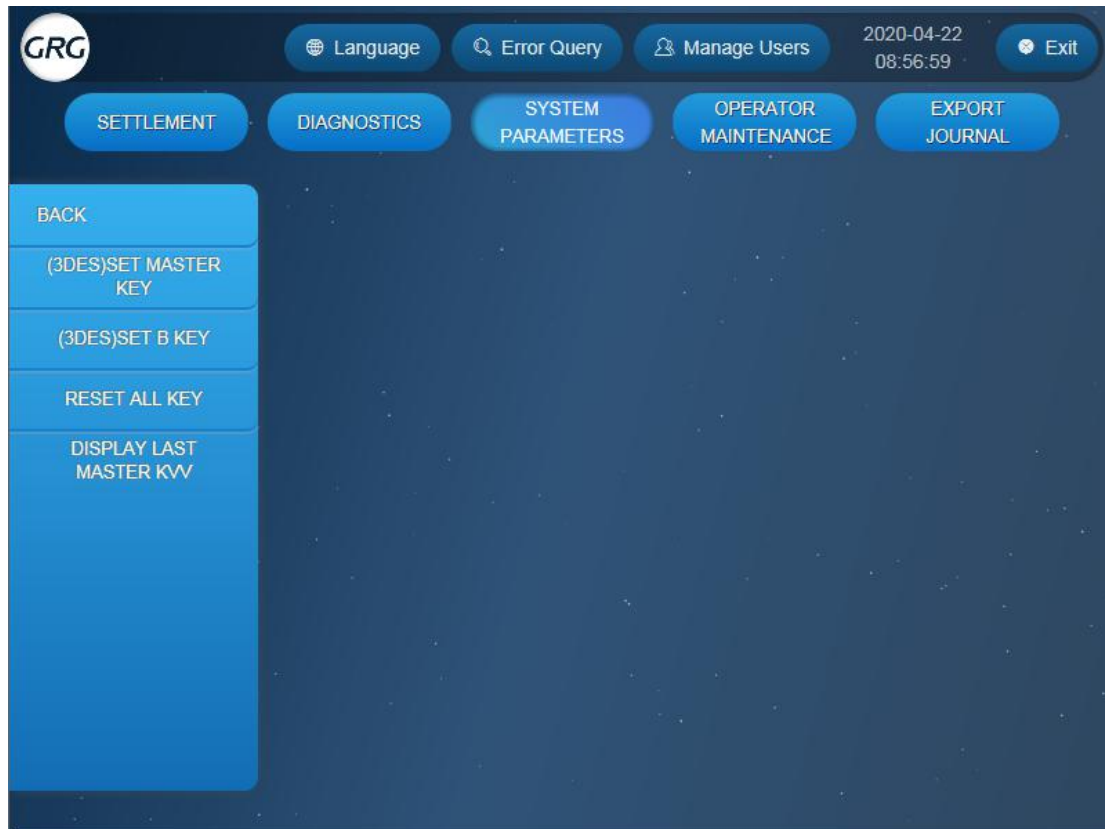 GRG
Language
Error Query
Manage Users
2020-04-22
08:56:59
Exit
SETTLEMENT
DIAGNOSTICS
SYSTEM
PARAMETERS
OPERATOR
MAINTENANCE
EXPORT
JOURNAL
BACK
(3DES)SET MASTER
KEY
(3DES)SET B KEY
RESET ALL KEY
DISPLAY LAST
MASTER KVV